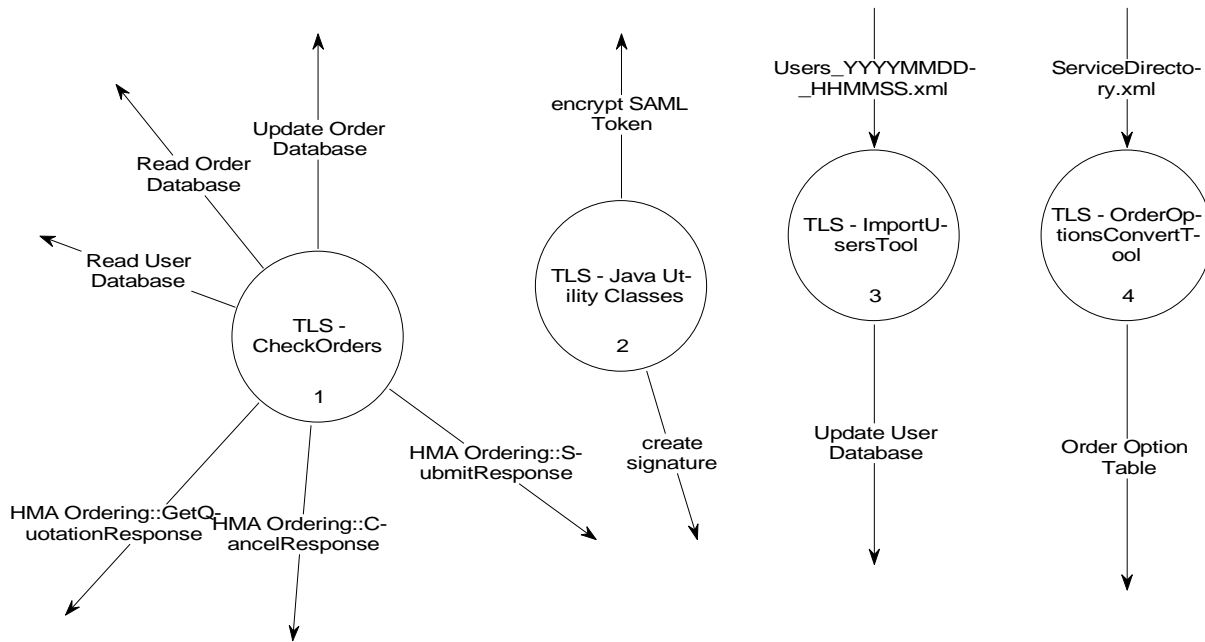 Update Order
Database
Read Order
Database
Read User
Database
TLS -
CheckOrders
1
HMA Ordering::GetQ-
uotationResponse
HMA Ordering::C-
ancelResponse
HMA Ordering::S-
ubmitResponse
encrypt SAML
Token
TLS - Java Ut-
ility Classes
2
create
signature
Users_YYYYMMDD-
_HHMMSS.xml
TLS - ImportU-
sersTool
3
Update User
Database
ServiceDirecto-
ry.xml
TLS - OrderOp-
tionsConvertT-
ool
4
Order Option
Table